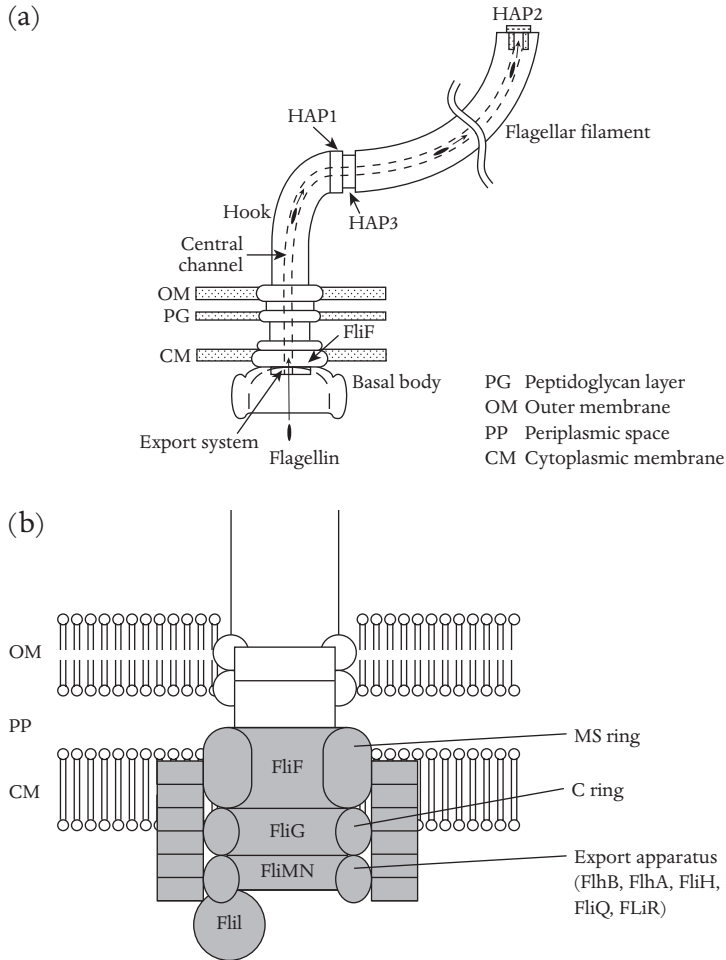 (a)
HAP2
HAP1
Flagellar filament
Hook
HAP3
Central
channel
OM
PG
FliF
CM
Basal body
Export system
Flagellin
PG Peptidoglycan layer
OM Outer membrane
PP Periplasmic space
CM Cytoplasmic membrane
(b)
OM
PP
MS ring
FliF
CM
C ring
FliG
FliMN
Export apparatus
(FlhB, FlhA, FliH,
FliQ, FLiR)
FliI